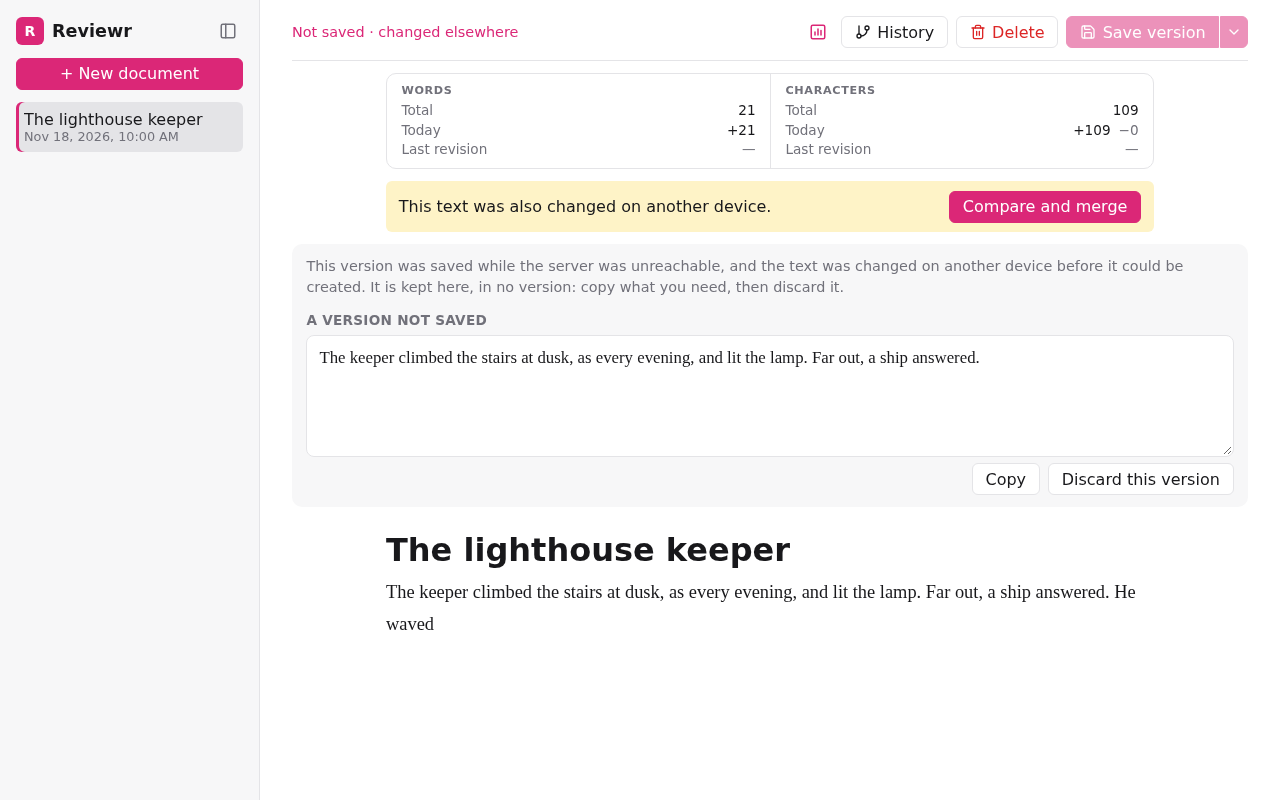 R Reviewr
+ New document
The lighthouse keeper
Nov 18, 2026, 10:00 AM
Not saved · changed elsewhere
History
Delete
Save version
WORDS
Total 21
Today +21
Last revision —
CHARACTERS
Total 109
Today +109 −0
Last revision —
This text was also changed on another device.
Compare and merge
This version was saved while the server was unreachable, and the text was changed on another device before it could be
created. It is kept here, in no version: copy what you need, then discard it.
A VERSION NOT SAVED
The keeper climbed the stairs at dusk, as every evening, and lit the lamp. Far out, a ship answered.
Copy
Discard this version
The lighthouse keeper
The keeper climbed the stairs at dusk, as every evening, and lit the lamp. Far out, a ship answered. He
waved